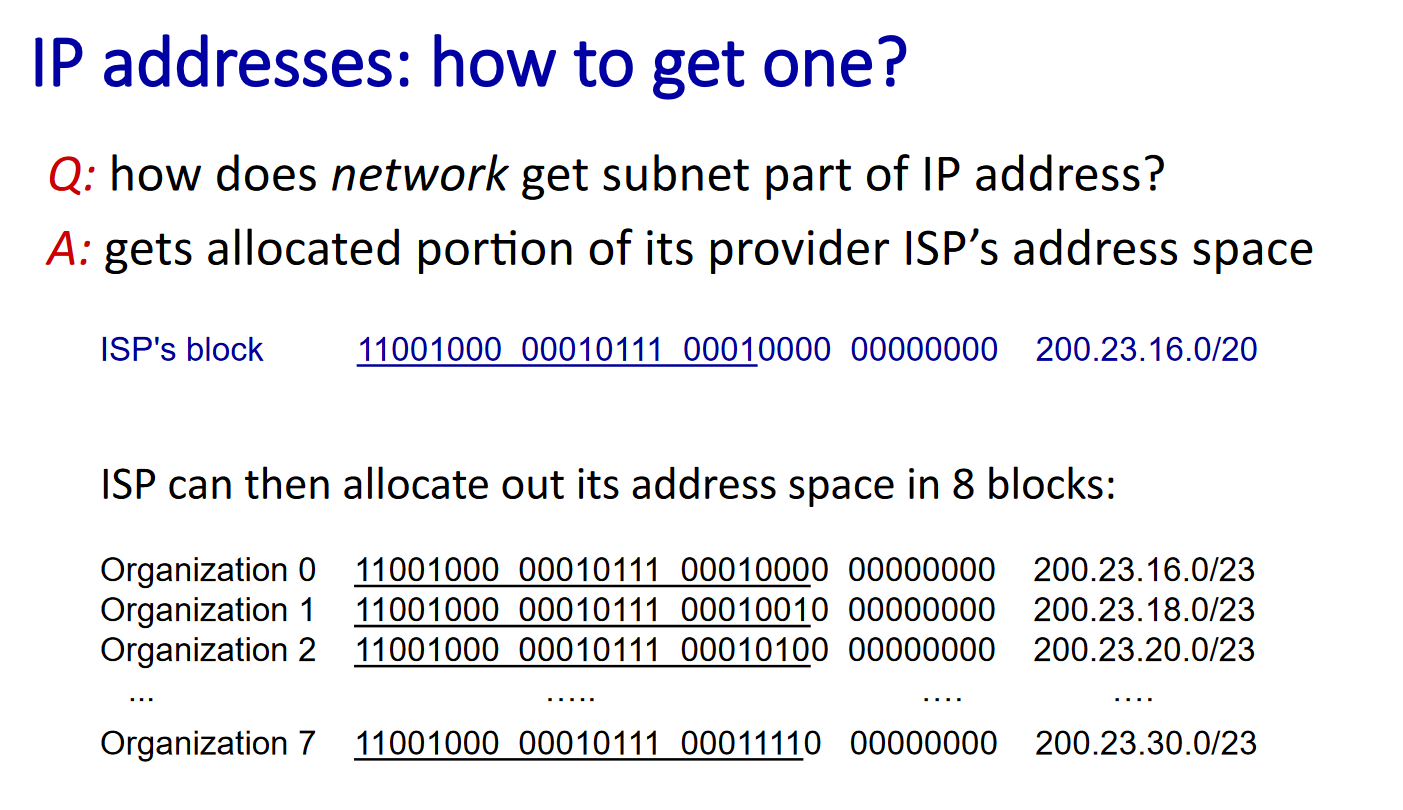 IP addresses: how to get one?
Q: how does network get subnet part of IP address?
A: gets allocated portion of its provider ISP’s address space
ISP's block 11001000 00010111 00010000 00000000 200.23.16.0/20
ISP can then allocate out its address space in 8 blocks:
Organization 0 11001000 00010111 00010000 00000000 200.23.16.0/23
Organization 1 11001000 00010111 00010010 00000000 200.23.18.0/23
Organization 2 11001000 00010111 00010100 00000000 200.23.20.0/23
... ….. …. ….
Organization 7 11001000 00010111 00011110 00000000 200.23.30.0/23